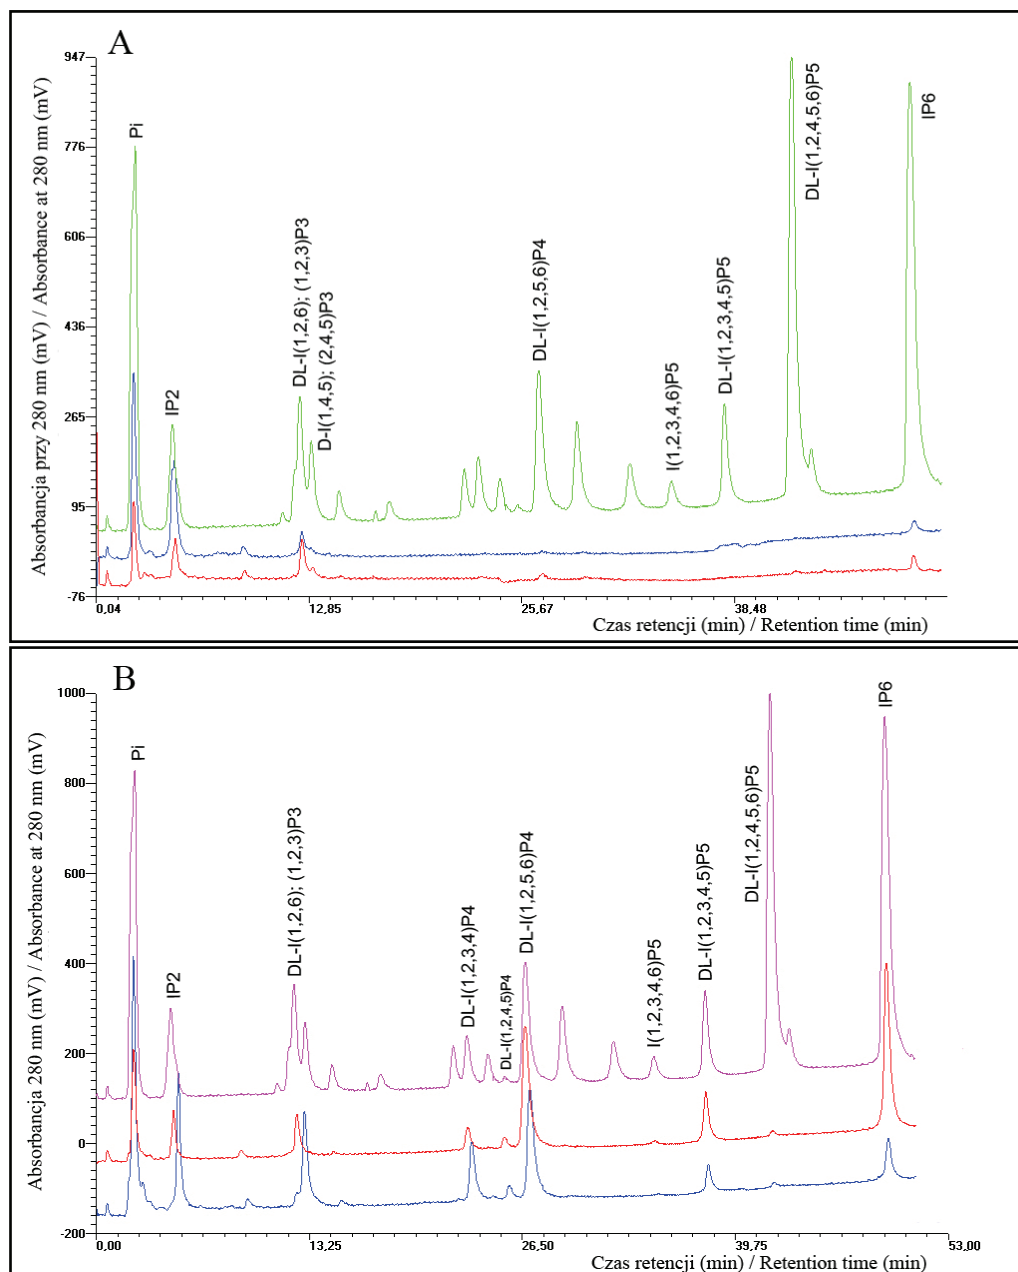 A
947
776
606
436
265
95
-76
Absorbancja przy 280 nm (mV) / Absorbance at 280 nm (mV)
Pi
IP2
DL-I(1,2,6); (1,2,3)P3
D-I(1,4,5); (2,4,5)P3
DL-I(1,2,5,6)P4
I(1,2,3,4,6)P5
DL-I(1,2,3,4,5)P5
DL-I(1,2,4,5,6)P5
IP6
0,04
12,85
25,67
38,48
Czas retencji (min) / Retention time (min)
B
1000
800
600
400
200
0
-200
Absorbancja 280 nm (mV) / Absorbance at 280 nm (mV)
Pi
IP2
DL-I(1,2,6); (1,2,3)P3
DL-I(1,2,3,4)P4
DL-I(1,2,4,5)P4
DL-I(1,2,5,6)P4
I(1,2,3,4,6)P5
DL-I(1,2,3,4,5)P5
DL-I(1,2,4,5,6)P5
IP6
0,00
13,25
26,50
39,75
53,00
Czas retencji (min) / Retention time (min)